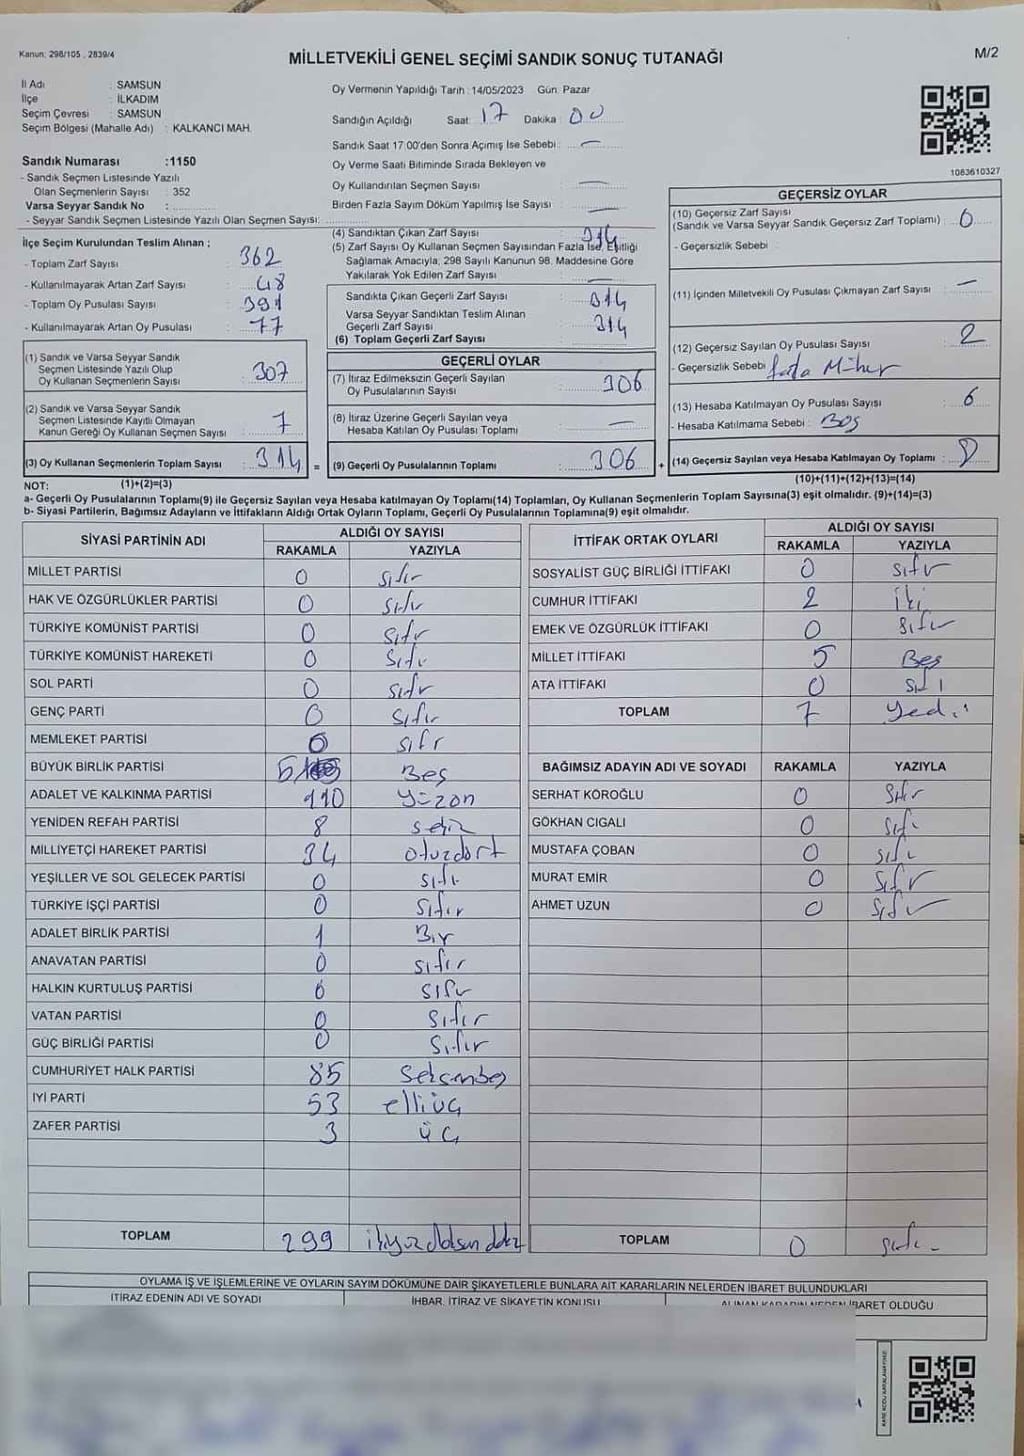 Kanun: 298/105 , 2839/4
MİLLETVEKİLİ GENEL SEÇİMİ SANDIK SONUÇ TUTANAĞI
M/2
İl Adı : SAMSUN
İlçe : İLKADIM
Seçim Çevresi : SAMSUN
Seçim Bölgesi (Mahalle Adı) : KALKANCI MAH.
Sandık Numarası :1150
- Sandık Seçmen Listesinde Yazılı
Olan Seçmenlerin Sayısı : 352
Varsa Seyyar Sandık No :
- Seyyar Sandık Seçmen Listesinde Yazılı Olan Seçmen Sayısı:
Oy Vermenin Yapıldığı Tarih :14/05/2023 Gün: Pazar
Sandığın Açıldığı Saat: 17 Dakika: 00
Sandık Saat 17:00'den Sonra Açımış İse Sebebi: —
Oy Verme Saati Bitiminde Sırada Bekleyen ve
Oy Kullandırılan Seçmen Sayısı : —
Birden Fazla Sayım Döküm Yapılmış İse Sayısı : —
1083610327
İlçe Seçim Kurulundan Teslim Alınan ;
- Toplam Zarf Sayısı : 362
- Kullanılmayarak Artan Zarf Sayısı : 48
- Toplam Oy Pusulası Sayısı : 391
- Kullanılmayarak Artan Oy Pusulası : 77
(1) Sandık ve Varsa Seyyar Sandık
Seçmen Listesinde Yazılı Olup
Oy Kullanan Seçmenlerin Sayısı : 307
(2) Sandık ve Varsa Seyyar Sandık
Seçmen Listesinde Kayıtlı Olmayan
Kanun Gereği Oy Kullanan Seçmen Sayısı : 7
(3) Oy Kullanan Seçmenlerin Toplam Sayısı : 314 =
(4) Sandıktan Çıkan Zarf Sayısı : 314
(5) Zarf Sayısı Oy Kullanan Seçmen Sayısından Fazla İse, Eşitliği
Sağlamak Amacıyla, 298 Sayılı Kanunun 98. Maddesine Göre
Yakılarak Yok Edilen Zarf Sayısı : —
Sandıkta Çıkan Geçerli Zarf Sayısı : 314
Varsa Seyyar Sandıktan Teslim Alınan
Geçerli Zarf Sayısı : 314
(6) Toplam Geçerli Zarf Sayısı :
GEÇERLİ OYLAR
(7) İtiraz Edilmeksizin Geçerli Sayılan
Oy Pusulalarının Sayısı : 306
(8) İtiraz Üzerine Geçerli Sayılan veya
Hesaba Katılan Oy Pusulası Toplamı : —
(9) Geçerli Oy Pusulalarının Toplamı : 306 +
GEÇERSİZ OYLAR
(10) Geçersiz Zarf Sayısı
(Sandık ve Varsa Seyyar Sandık Geçersiz Zarf Toplamı) : 0
- Geçersizlik Sebebi :
(11) İçinden Milletvekili Oy Pusulası Çıkmayan Zarf Sayısı : —
(12) Geçersiz Sayılan Oy Pusulası Sayısı : 2
- Geçersizlik Sebebi : fazla Mühür
(13) Hesaba Katılmayan Oy Pusulası Sayısı : 6
- Hesaba Katılmama Sebebi : Boş
(14) Geçersiz Sayılan veya Hesaba Katılmayan Oy Toplamı : 8
NOT: (1)+(2)=(3) (10)+(11)+(12)+(13)=(14)
a- Geçerli Oy Pusulalarının Toplamı(9) ile Geçersiz Sayılan veya Hesaba katılmayan Oy Toplamı(14) Toplamları, Oy Kullanan Seçmenlerin Toplam Sayısına(3) eşit olmalıdır. (9)+(14)=(3)
b- Siyasi Partilerin, Bağımsız Adayların ve İttifakların Aldığı Ortak Oyların Toplamı, Geçerli Oy Pusulalarının Toplamına(9) eşit olmalıdır.
SİYASİ PARTİNİN ADI ALDIĞI OY SAYISI
RAKAMLA YAZIYLA
MİLLET PARTİSİ 0 sıfır
HAK VE ÖZGÜRLÜKLER PARTİSİ 0 sıfır
TÜRKİYE KOMÜNİST PARTİSİ 0 sıfır
TÜRKİYE KOMÜNİST HAREKETİ 0 sıfır
SOL PARTİ 0 sıfır
GENÇ PARTİ 0 sıfır
MEMLEKET PARTİSİ 0 sıfr
BÜYÜK BİRLİK PARTİSİ 5 Beş
ADALET VE KALKINMA PARTİSİ 110 yüzon
YENİDEN REFAH PARTİSİ 8 sekiz
MİLLİYETÇİ HAREKET PARTİSİ 34 otuzdört
YEŞİLLER VE SOL GELECEK PARTİSİ 0 sıfır
TÜRKİYE İŞÇİ PARTİSİ 0 sıfır
ADALET BİRLİK PARTİSİ 1 Bir
ANAVATAN PARTİSİ 0 sıfır
HALKIN KURTULUŞ PARTİSİ 0 sıfır
VATAN PARTİSİ 0 sıfır
GÜÇ BİRLİĞİ PARTİSİ 0 sıfır
CUMHURİYET HALK PARTİSİ 85 Seksenbeş
İYİ PARTİ 53 elliüç
ZAFER PARTİSİ 3 üç
TOPLAM 299 ikiyüzdoksandokuz
İTTİFAK ORTAK OYLARI ALDIĞI OY SAYISI
RAKAMLA YAZIYLA
SOSYALİST GÜÇ BİRLİĞİ İTTİFAKI 0 sıfır
CUMHUR İTTİFAKI 2 iki
EMEK VE ÖZGÜRLÜK İTTİFAKI 0 sıfır
MİLLET İTTİFAKI 5 Beş
ATA İTTİFAKI 0 sıfır
TOPLAM 7 Yedi
BAĞIMSIZ ADAYIN ADI VE SOYADI RAKAMLA YAZIYLA
SERHAT KÖROĞLU 0 Sıfır
GÖKHAN CIGALI 0 sıfır
MUSTAFA ÇOBAN 0 sıfır
MURAT EMİR 0 sıfır
AHMET UZUN 0 sıfır
TOPLAM 0 sıfır
OYLAMA İŞ VE İŞLEMLERİNE VE OYLARIN SAYIM DÖKÜMÜNE DAİR ŞİKAYETLERLE BUNLARA AİT KARARLARIN NELERDEN İBARET BULUNDUKLARI
İTİRAZ EDENİN ADI VE SOYADI İHBAR, İTİRAZ VE ŞİKAYETİN KONUSU ALINAN KARARIN NEDEN İBARET OLDUĞU